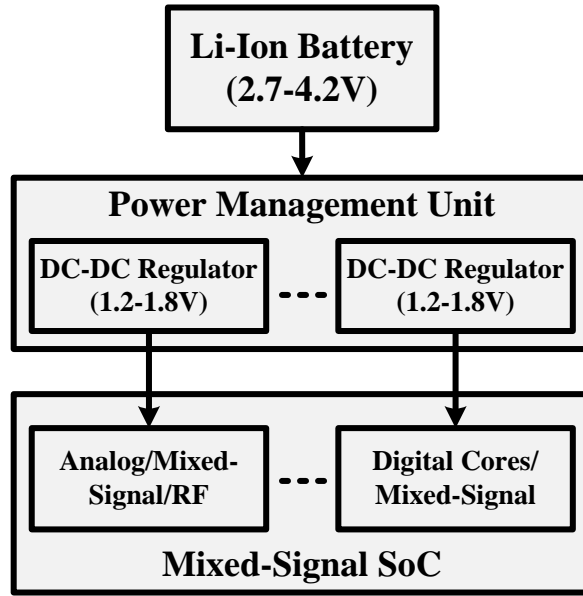 Li-Ion Battery
(2.7-4.2V)
Power Management Unit
DC-DC Regulator
(1.2-1.8V)
DC-DC Regulator
(1.2-1.8V)
Analog/Mixed-
Signal/RF
Digital Cores/
Mixed-Signal
Mixed-Signal SoC